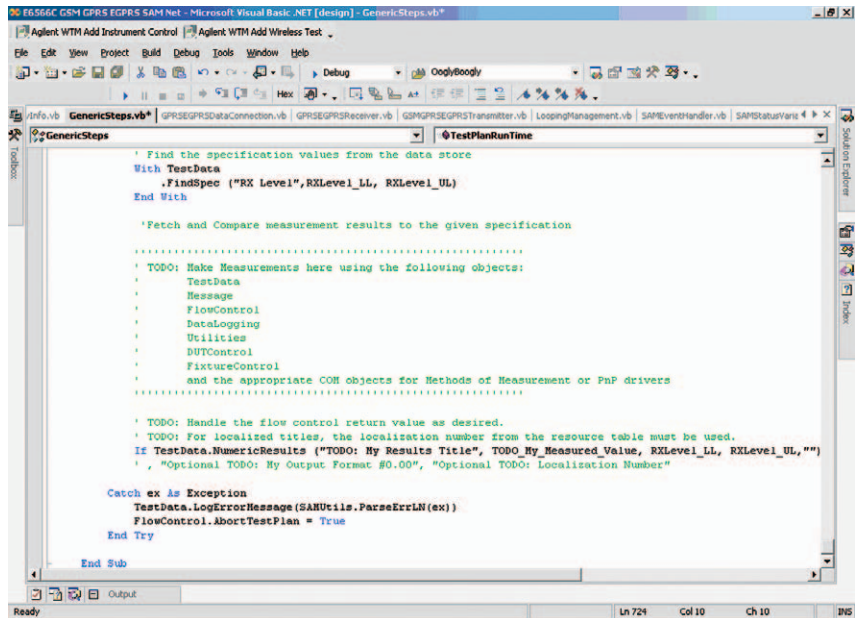 E6566C GSM GPRS EGPRS SAM Net - Microsoft Visual Basic .NET [design] - GenericSteps.vb*
Agilent WTM Add Instrument Control Agilent WTM Add Wireless Test
File Edit View Project Build Debug Tools Window Help
Debug OoglyBoogly
Hex
/Info.vb GenericSteps.vb* GPRSEGPRSDataConnection.vb GPRSEGPRSReceiver.vb GSMGPRSEGPRSTransmitter.vb LoopingManagement.vb SAMEventHandler.vb SAMStatusVaria
GenericSteps TestPlanRunTime
Toolbox
Solution Explorer
Index
' Find the specification values from the data store
With TestData
.FindSpec ("RX Level",RXLevel_LL, RXLevel_UL)
End With
'Fetch and Compare measurement results to the given specification
''''''''''''''''''''''''''''''''''''''''''''''''''''''''''
' TODO: Make Measurements here using the following objects:
' TestData
' Message
' FlowControl
' DataLogging
' Utilities
' DUTControl
' FixtureControl
' and the appropriate COM objects for Methods of Measurement or PnP drivers
''''''''''''''''''''''''''''''''''''''''''''''''''''''''''
' TODO: Handle the flow control return value as desired.
' TODO: For localized titles, the localization number from the resource table must be used.
If TestData.NumericResults ("TODO: My Results Title", TODO_My_Measured_Value, RXLevel_LL, RXLevel_UL,"")
' , "Optional TODO: My Output Format #0.00", "Optional TODO: Localization Number"
Catch ex As Exception
TestData.LogErrorMessage(SAMUtils.ParseErrLN(ex))
FlowControl.AbortTestPlan = True
End Try
End Sub
Output
Ready Ln 724 Col 10 Ch 10 INS